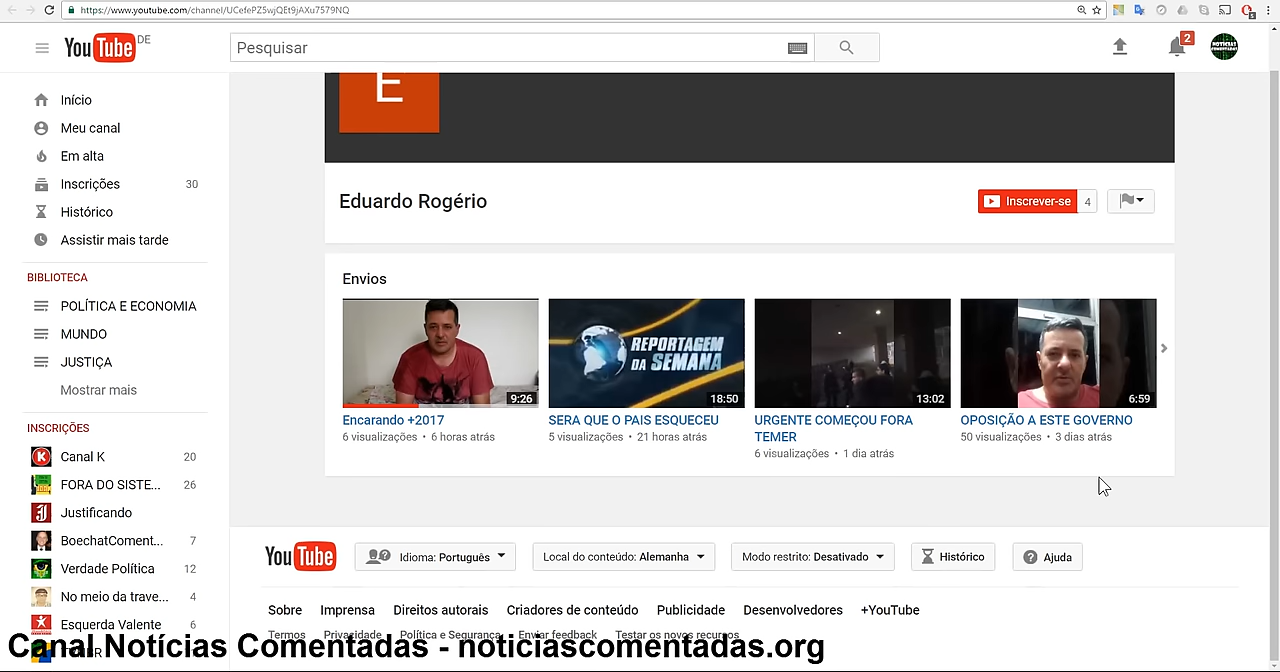 https://www.youtube.com/channel/UCefePZ5wjQEt9jAXu7579NQ
YouTube DE
Pesquisar
2
NOTÍCIAS COMENTADAS
Início
Meu canal
Em alta
Inscrições 30
Histórico
Assistir mais tarde
BIBLIOTECA
POLÍTICA E ECONOMIA
MUNDO
JUSTIÇA
Mostrar mais
INSCRIÇÕES
Canal K 20
FORA DO SISTE... 26
Justificando
BoechatComent... 7
Verdade Política 12
No meio da trave... 4
Esquerda Valente 6
E
Eduardo Rogério
Inscrever-se 4
Envios
9:26
Encarando +2017
6 visualizações • 6 horas atrás
REPORTAGEM
DA SEMANA
18:50
SERA QUE O PAIS ESQUECEU
5 visualizações • 21 horas atrás
13:02
URGENTE COMEÇOU FORA
TEMER
6 visualizações • 1 dia atrás
6:59
OPOSIÇÃO A ESTE GOVERNO
50 visualizações • 3 dias atrás
YouTube
Idioma: Português
Local do conteúdo: Alemanha
Modo restrito: Desativado
Histórico
Ajuda
Sobre Imprensa Direitos autorais Criadores de conteúdo Publicidade Desenvolvedores +YouTube
Termos Privacidade Política e Segurança Enviar feedback Testar os novos recursos
Canal Notícias Comentadas - noticiascomentadas.org